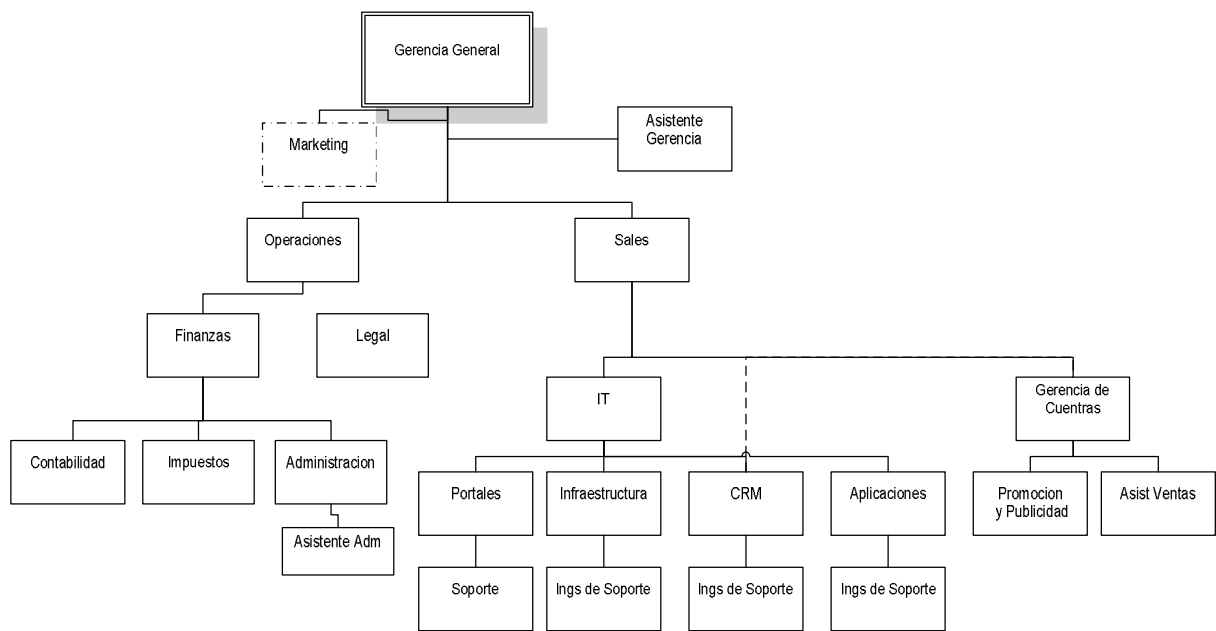 Gerencia General
Marketing
Asistente
Gerencia
Operaciones
Sales
Finanzas
Legal
IT
Gerencia de
Cuentras
Contabilidad
Impuestos
Administracion
Portales
Infraestructura
CRM
Aplicaciones
Promocion
y Publicidad
Asist Ventas
Asistente Adm
Soporte
Ings de Soporte
Ings de Soporte
Ings de Soporte